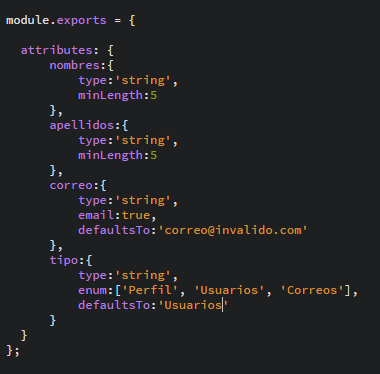 module.exports = {
attributes: {
nombres:{
type:'string',
minLength:5
},
apellidos:{
type:'string',
minLength:5
},
correo:{
type:'string',
email:true,
defaultsTo:'correo@invalido.com'
},
tipo:{
type:'string',
enum:['Perfil', 'Usuarios', 'Correos'],
defaultsTo:'Usuarios'
}
}
};